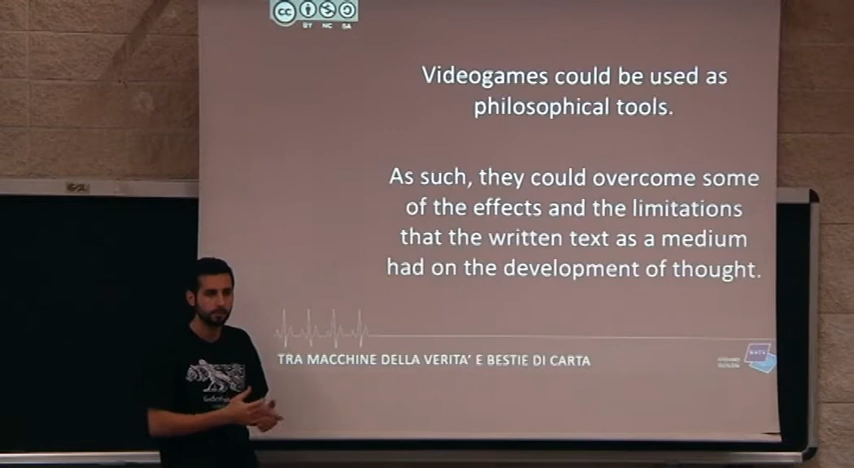 cc
BY NC SA
Videogames could be used as
philosophical tools.
As such, they could overcome some
of the effects and the limitations
that the written text as a medium
had on the development of thought.
TRA MACCHINE DELLA VERITA' E BESTIE DI CARTA